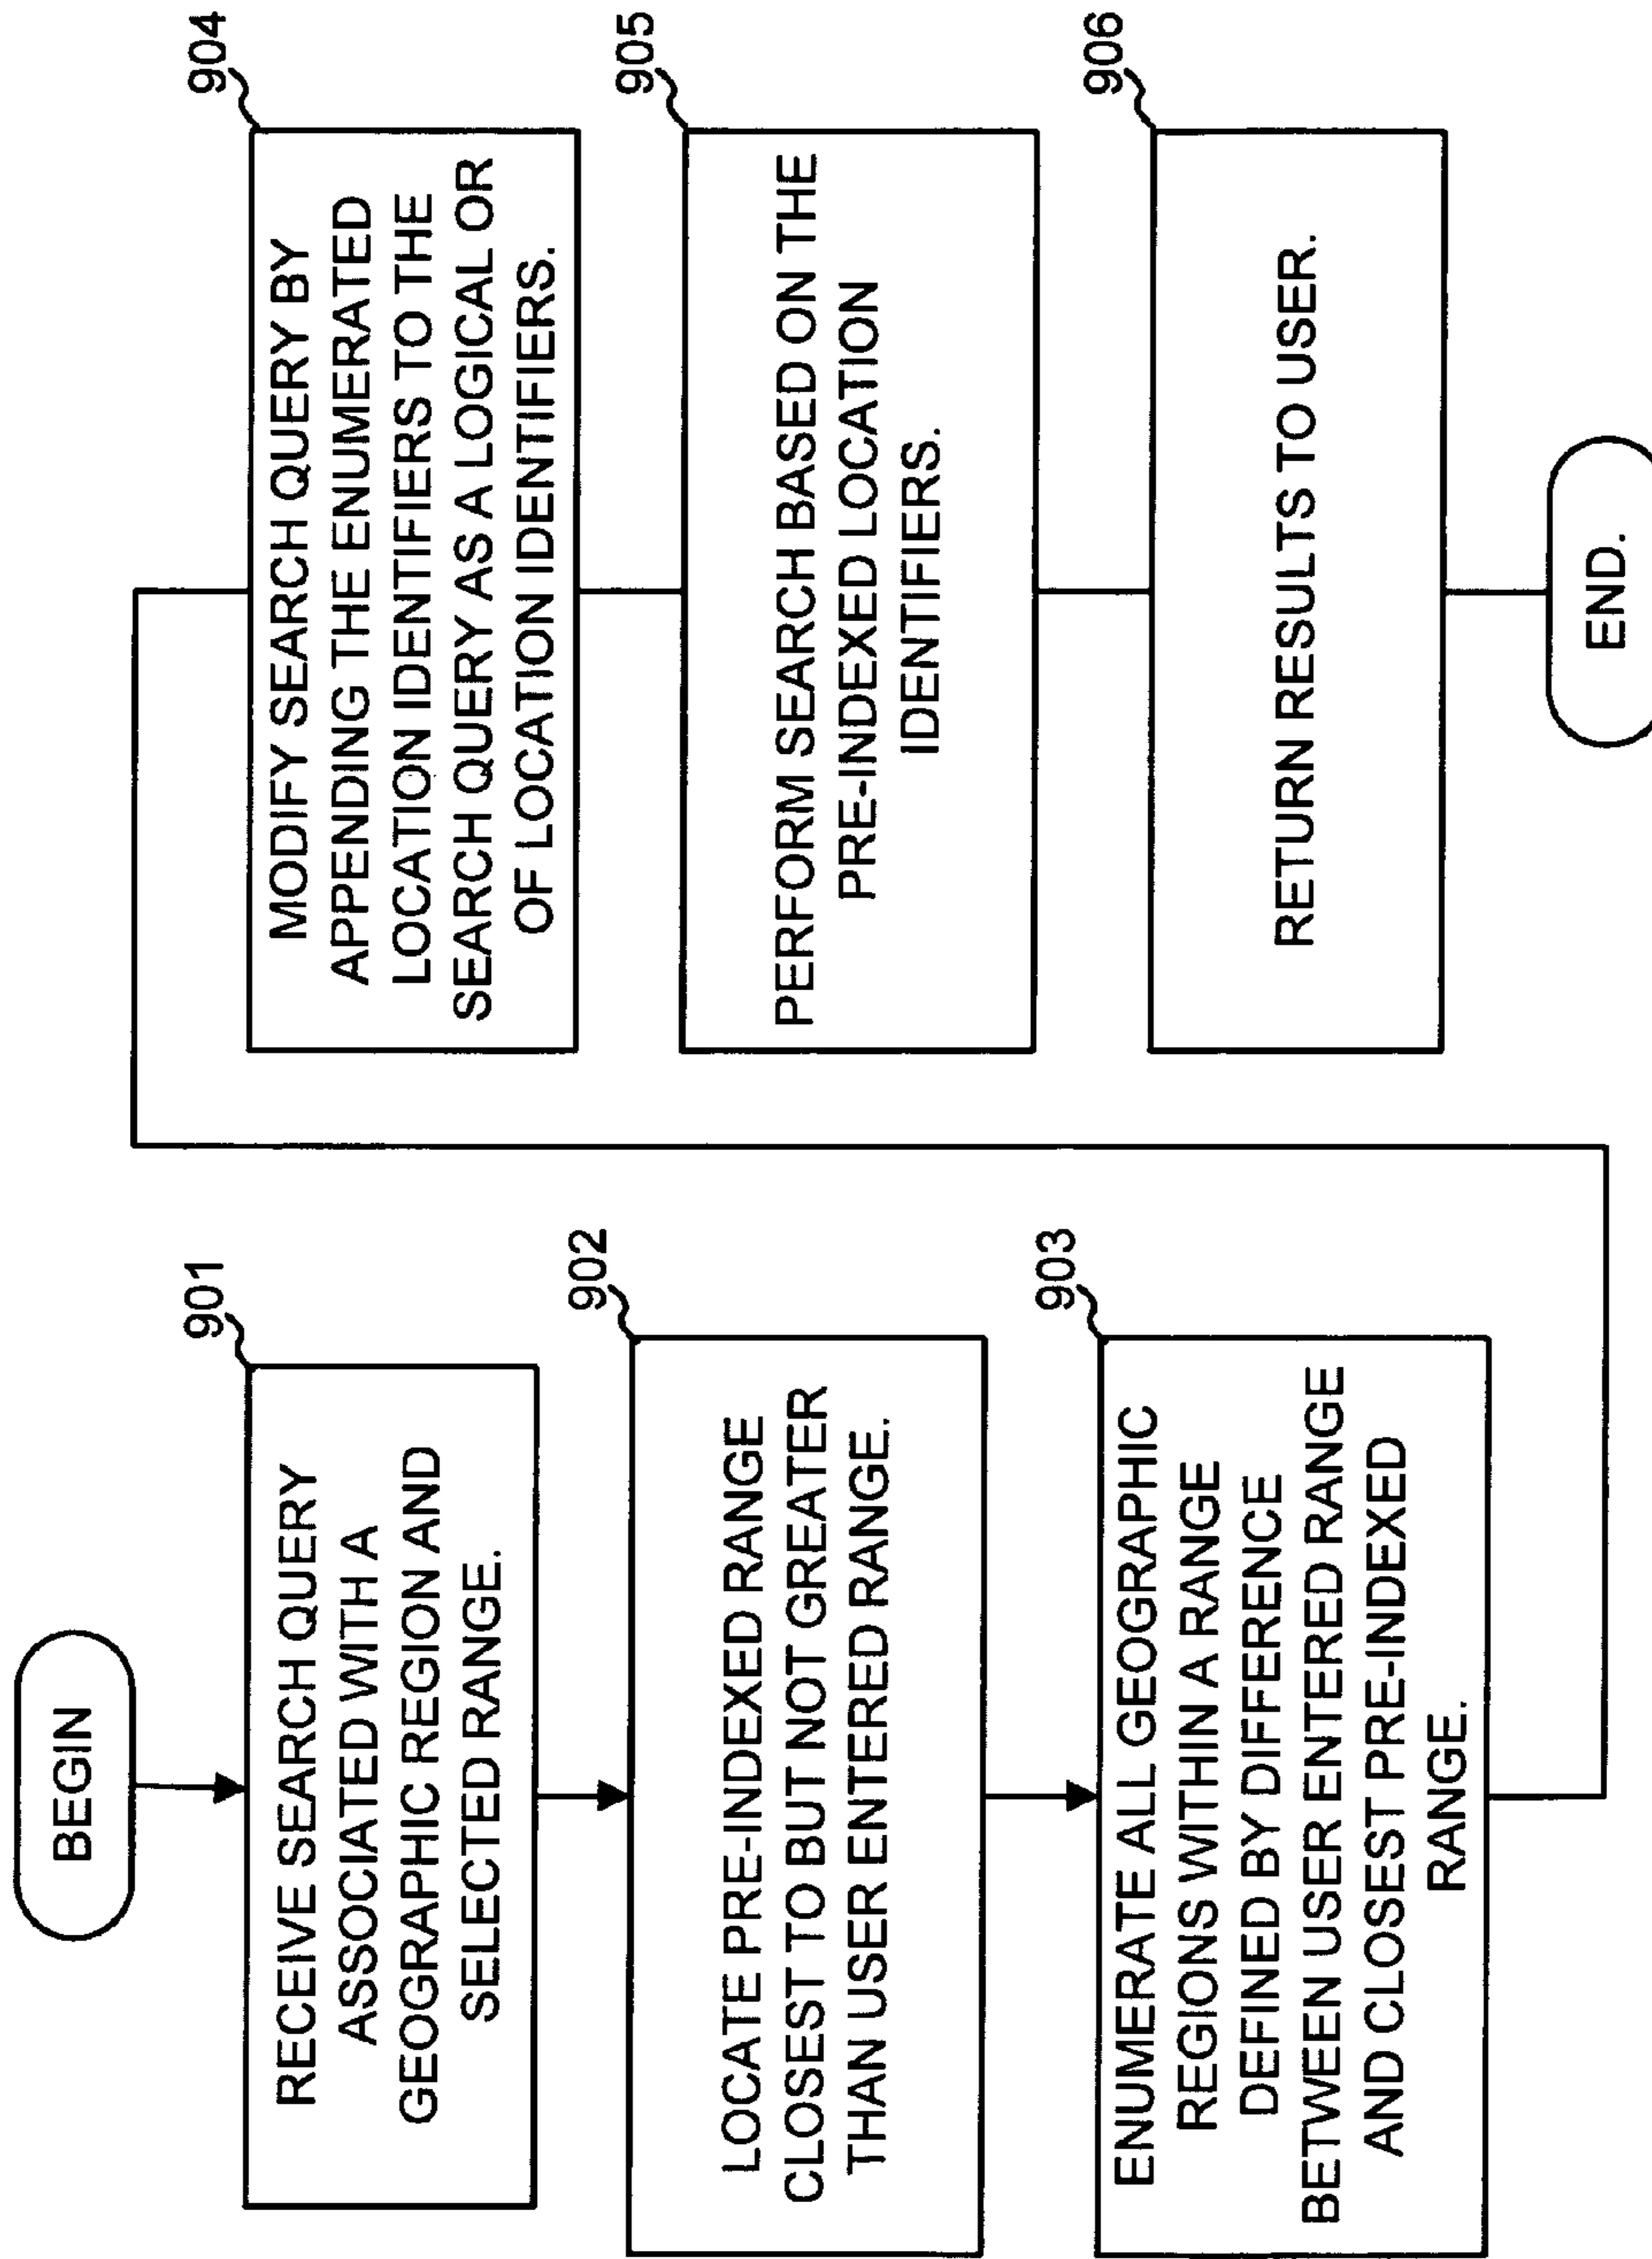 BEGIN
901
RECEIVE SEARCH QUERY
ASSOCIATED WITH A
GEOGRAPHIC REGION AND
SELECTED RANGE.
902
LOCATE PRE-INDEXED RANGE
CLOSEST TO BUT NOT GREATER
THAN USER ENTERED RANGE.
903
ENUMERATE ALL GEOGRAPHIC
REGIONS WITHIN A RANGE
DEFINED BY DIFFERENCE
BETWEEN USER ENTERED RANGE
AND CLOSEST PRE-INDEXED
RANGE.
904
MODIFY SEARCH QUERY BY
APPENDING THE ENUMERATED
LOCATION IDENTIFIERS TO THE
SEARCH QUERY AS A LOGICAL OR
OF LOCATION IDENTIFIERS.
905
PERFORM SEARCH BASED ON THE
PRE-INDEXED LOCATION
IDENTIFIERS.
906
RETURN RESULTS TO USER.
END.